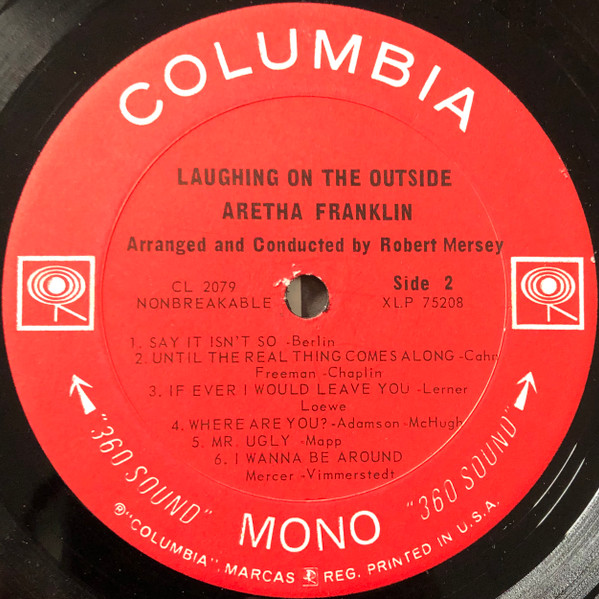 COLUMBIA
LAUGHING ON THE OUTSIDE
ARETHA FRANKLIN
Arranged and Conducted by Robert Mersey
CL 2079
NONBREAKABLE
Side 2
XLP 75208
1. SAY IT ISN'T SO -Berlin
2. UNTIL THE REAL THING COMES ALONG -Cahn
Freeman -Chaplin
3. IF EVER I WOULD LEAVE YOU -Lerner
Loewe
4. WHERE ARE YOU? -Adamson -McHugh
5. MR. UGLY -Mapp
6. I WANNA BE AROUND
Mercer -Vimmerstedt
"360 SOUND"
MONO
"360 SOUND"
℗"COLUMBIA", MARCAS REG. PRINTED IN U.S.A.